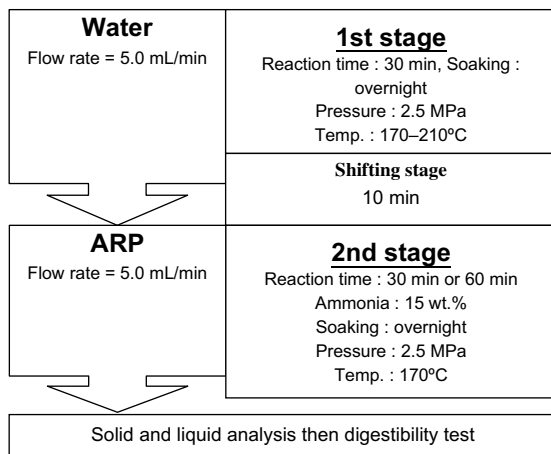 Water
Flow rate = 5.0 mL/min
1st stage
Reaction time : 30 min, Soaking :
overnight
Pressure : 2.5 MPa
Temp. : 170–210ºC
Shifting stage
10 min
ARP
Flow rate = 5.0 mL/min
2nd stage
Reaction time : 30 min or 60 min
Ammonia : 15 wt.%
Soaking : overnight
Pressure : 2.5 MPa
Temp. : 170ºC
Solid and liquid analysis then digestibility test